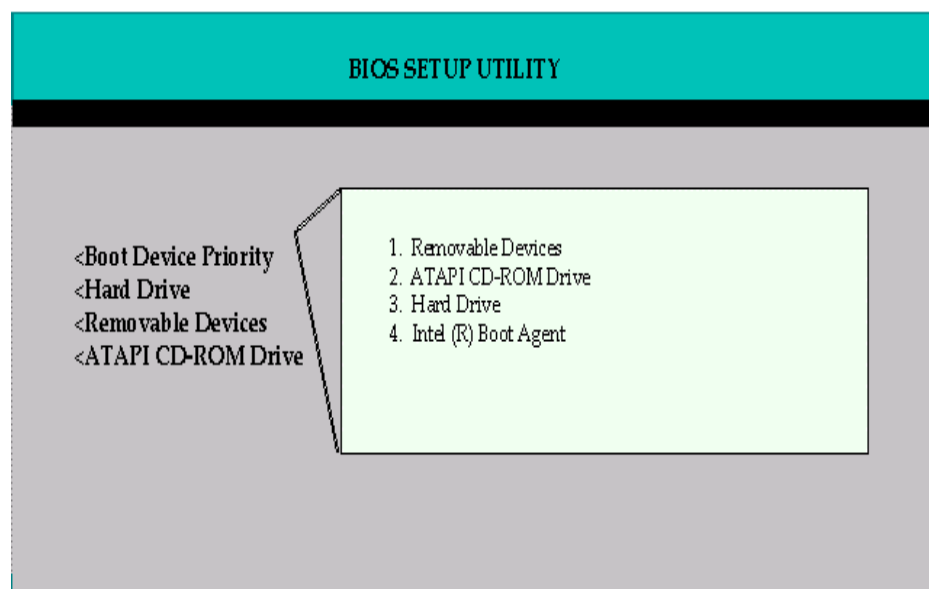 BIOS SETUP UTILITY
<Boot Device Priority
<Hard Drive
<Removable Devices
<ATAPI CD-ROM Drive
1. Removable Devices
2. ATAPI CD-ROM Drive
3. Hard Drive
4. Intel (R) Boot Agent